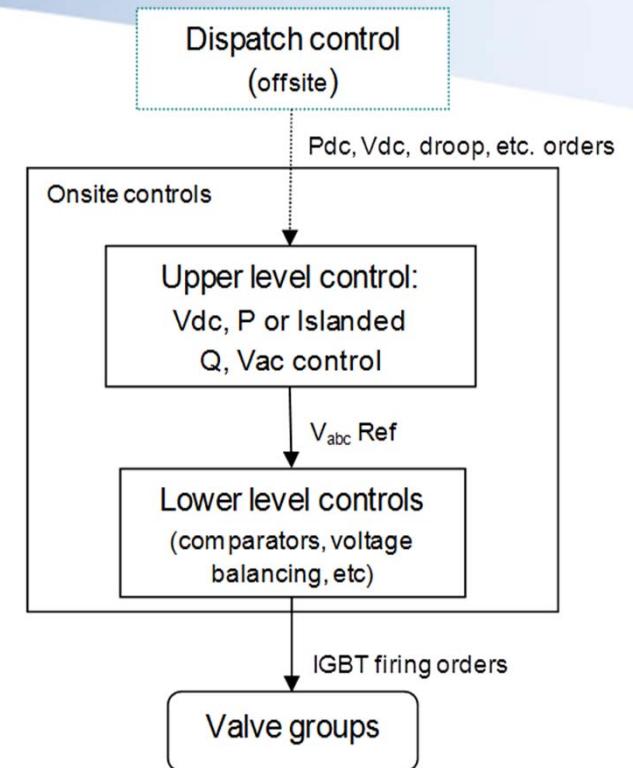 Dispatch control
(offsite)
Pdc, Vdc, droop, etc. orders
Onsite controls
Upper level control:
Vdc, P or Islanded
Q, Vac control
Vabc Ref
Lower level controls
(comparators, voltage
balancing, etc)
IGBT firing orders
Valve groups